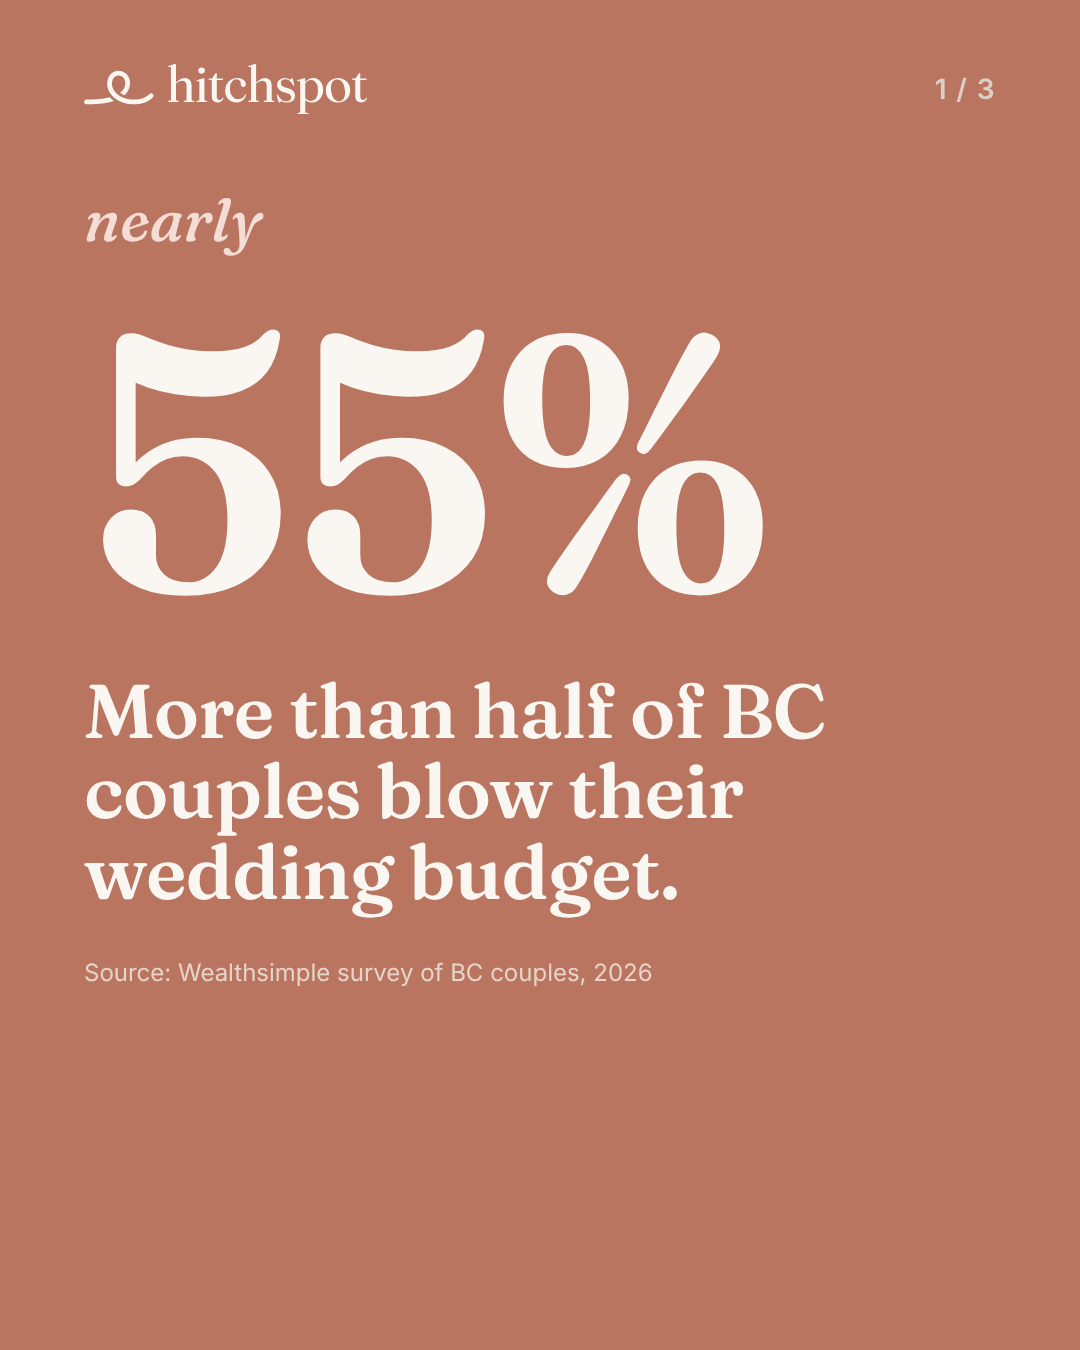 hitchspot
1 / 3
nearly
55%
More than half of BC
couples blow their
wedding budget.
Source: Wealthsimple survey of BC couples, 2026